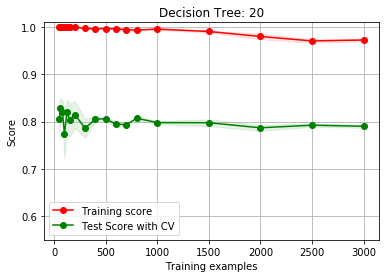 Decision Tree: 20
Score
1.0
0.9
0.8
0.7
0.6
Training score
Test Score with CV
0 500 1000 1500 2000 2500 3000
Training examples